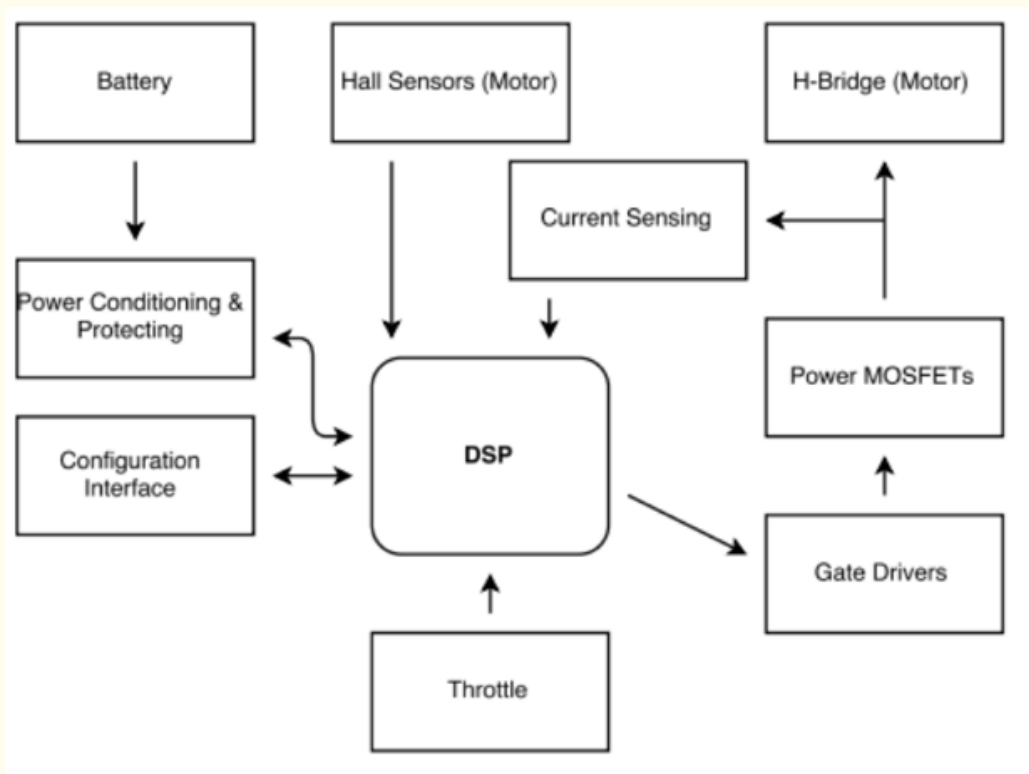 Battery
Hall Sensors (Motor)
H-Bridge (Motor)
Current Sensing
Power Conditioning &
Protecting
Power MOSFETs
Configuration
Interface
DSP
Gate Drivers
Throttle